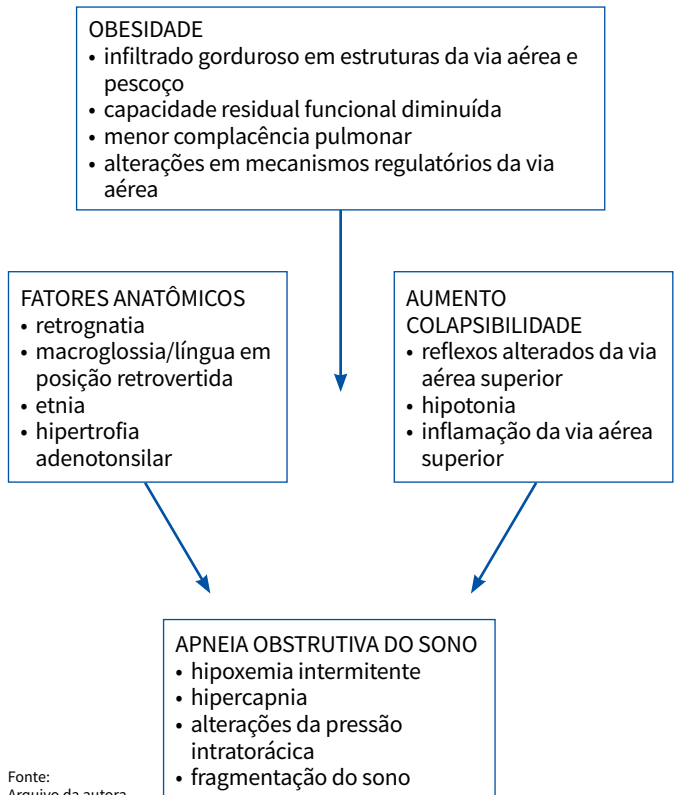 OBESIDADE
• infiltrado gorduroso em estruturas da via aérea e
pescoço
• capacidade residual funcional diminuída
• menor complacência pulmonar
• alterações em mecanismos regulatórios da via
aérea
FATORES ANATÔMICOS
• retrognatia
• macroglossia/língua em
posição retrovertida
• etnia
• hipertrofia
adenotonsilar
AUMENTO
COLAPSIBILIDADE
• reflexos alterados da via
aérea superior
• hipotonia
• inflamação da via aérea
superior
APNEIA OBSTRUTIVA DO SONO
• hipoxemia intermitente
• hipercapnia
• alterações da pressão
intratorácica
• fragmentação do sono
Fonte:
Arquivo da autora